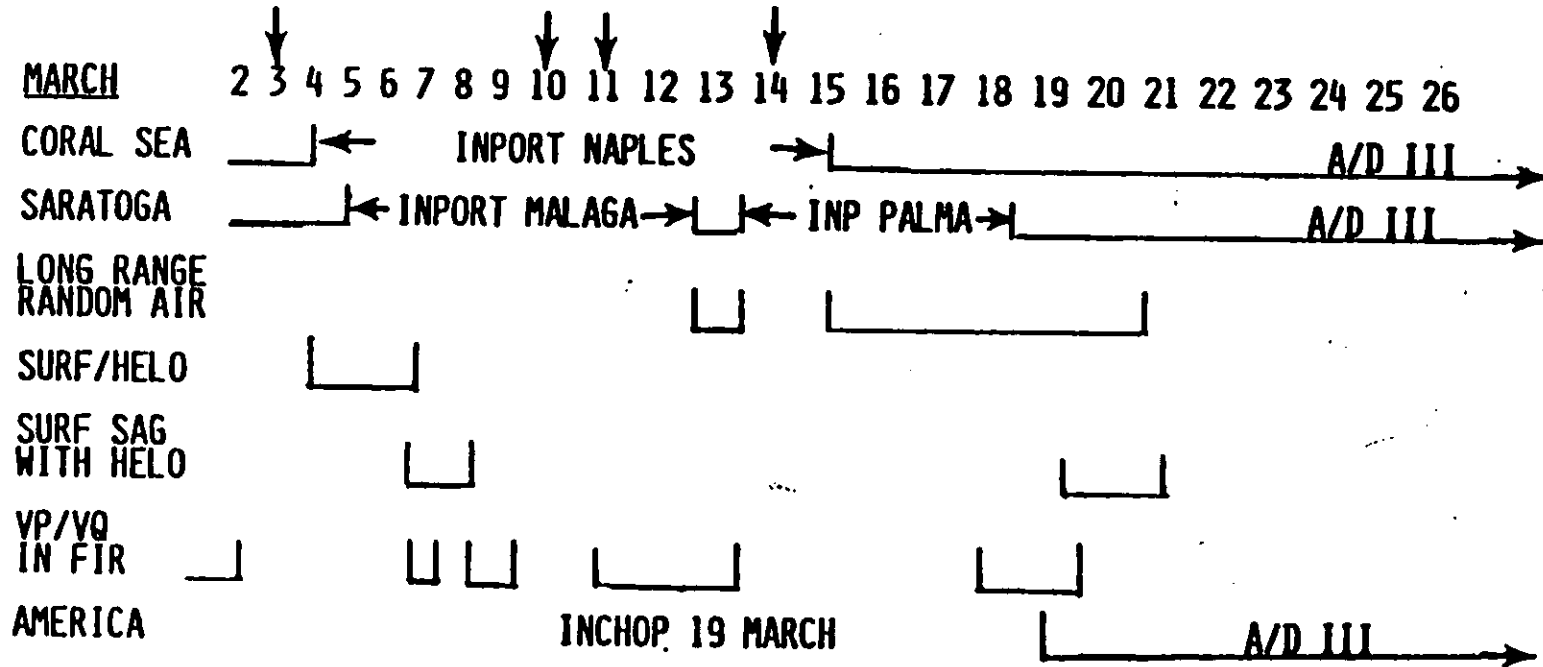 MARCH 2 3 4 5 6 7 8 9 10 11 12 13 14 15 16 17 18 19 20 21 22 23 24 25 26
CORAL SEA INPORT NAPLES A/D III
SARATOGA INPORT MALAGA INP PALMA A/D III
LONG RANGE
RANDOM AIR
SURF/HELO
SURF SAG
WITH HELO
VP/VQ
IN FIR
AMERICA INCHOP 19 MARCH A/D III